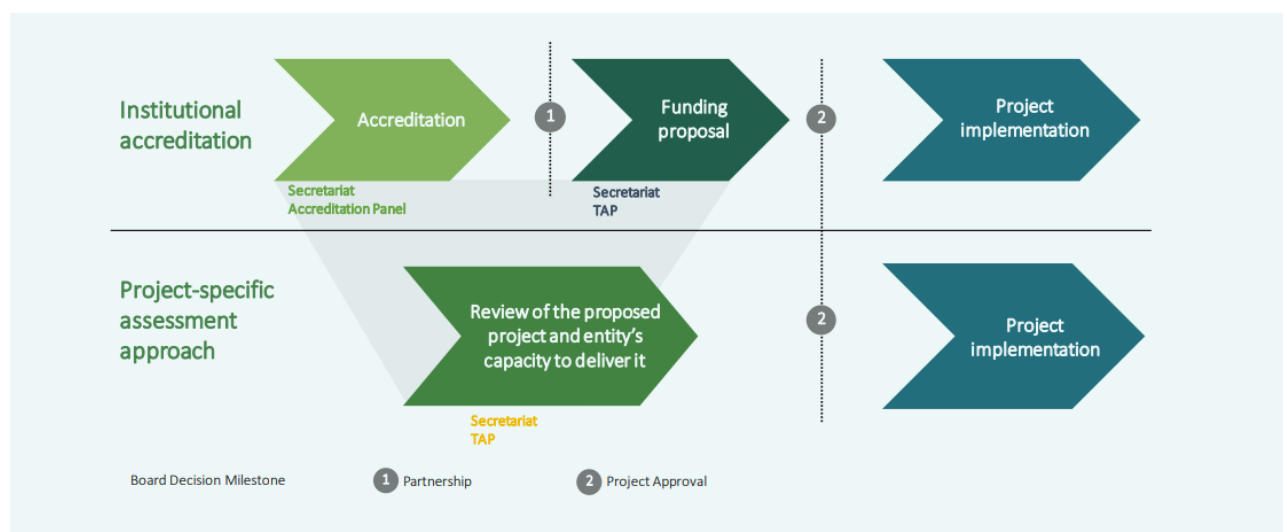 Institutional
accreditation
Accreditation
1
Funding
proposal
2
Project
implementation
Secretariat
Accreditation Panel
Secretariat
TAP
Project-specific
assessment
approach
Review of the proposed
project and entity's
capacity to deliver it
2
Project
implementation
Secretariat
TAP
Board Decision Milestone
1 Partnership
2 Project Approval